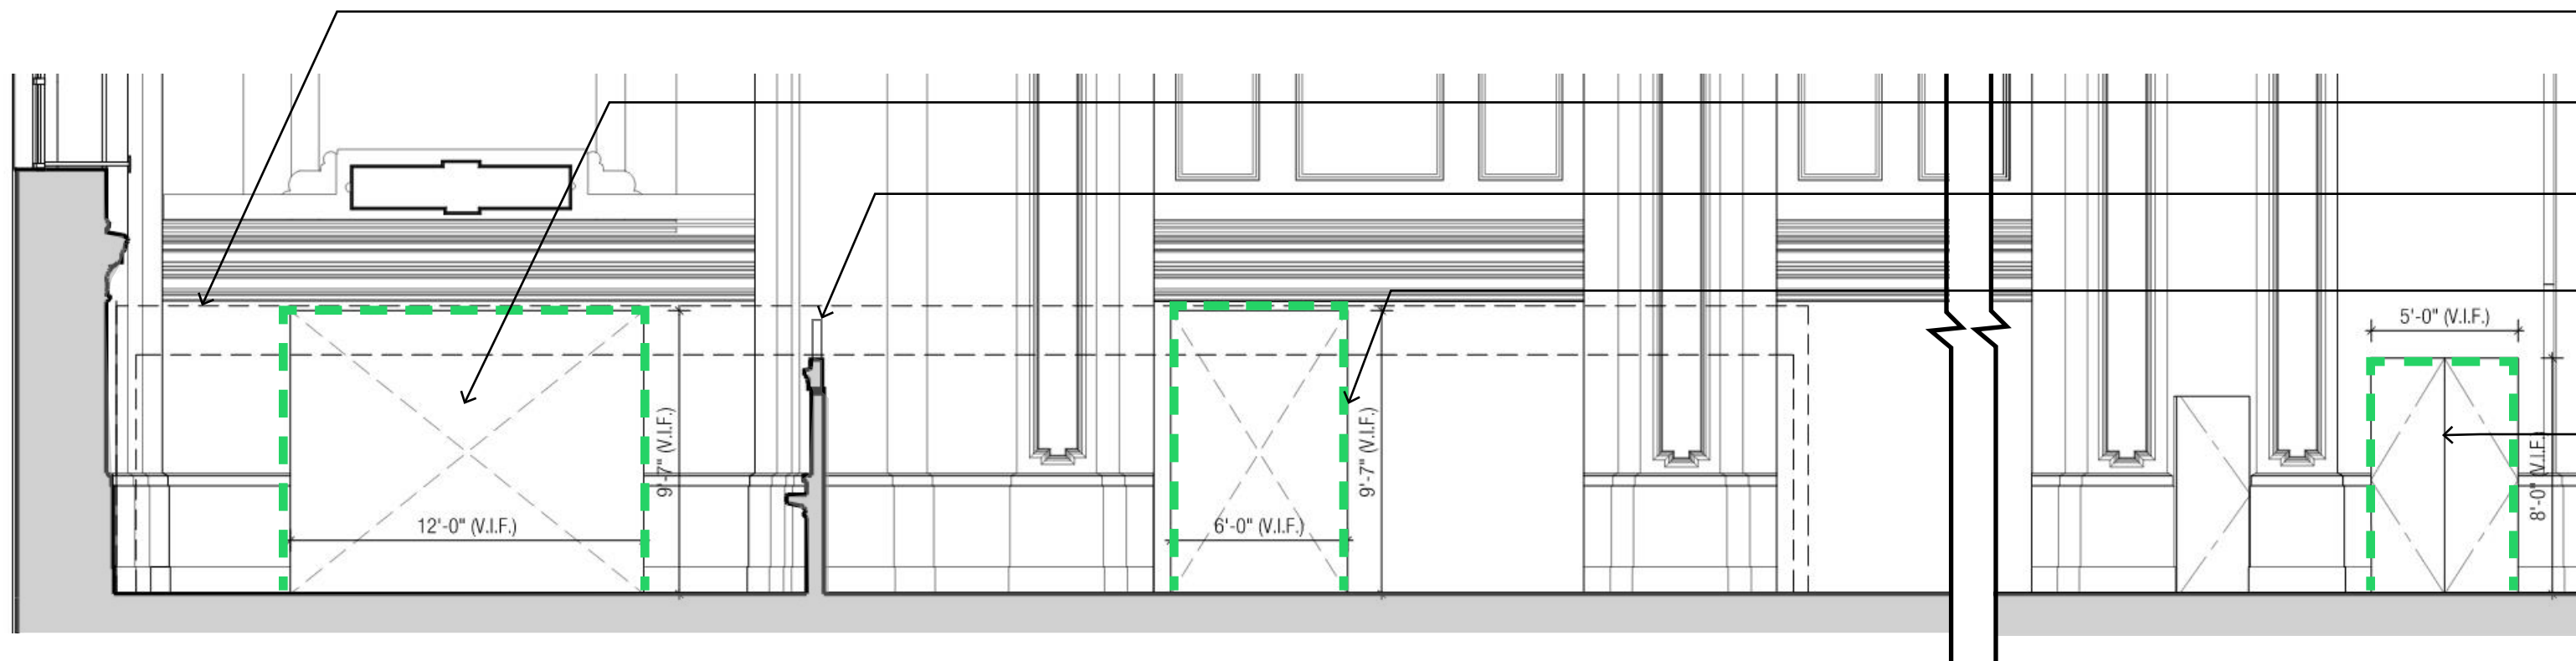 5'-0" (V.I.F.)
9'-7" (V.I.F.)
9'-7" (V.I.F.)
8'-0" (V.I.F.)
12'-0" (V.I.F.)
6'-0" (V.I.F.)